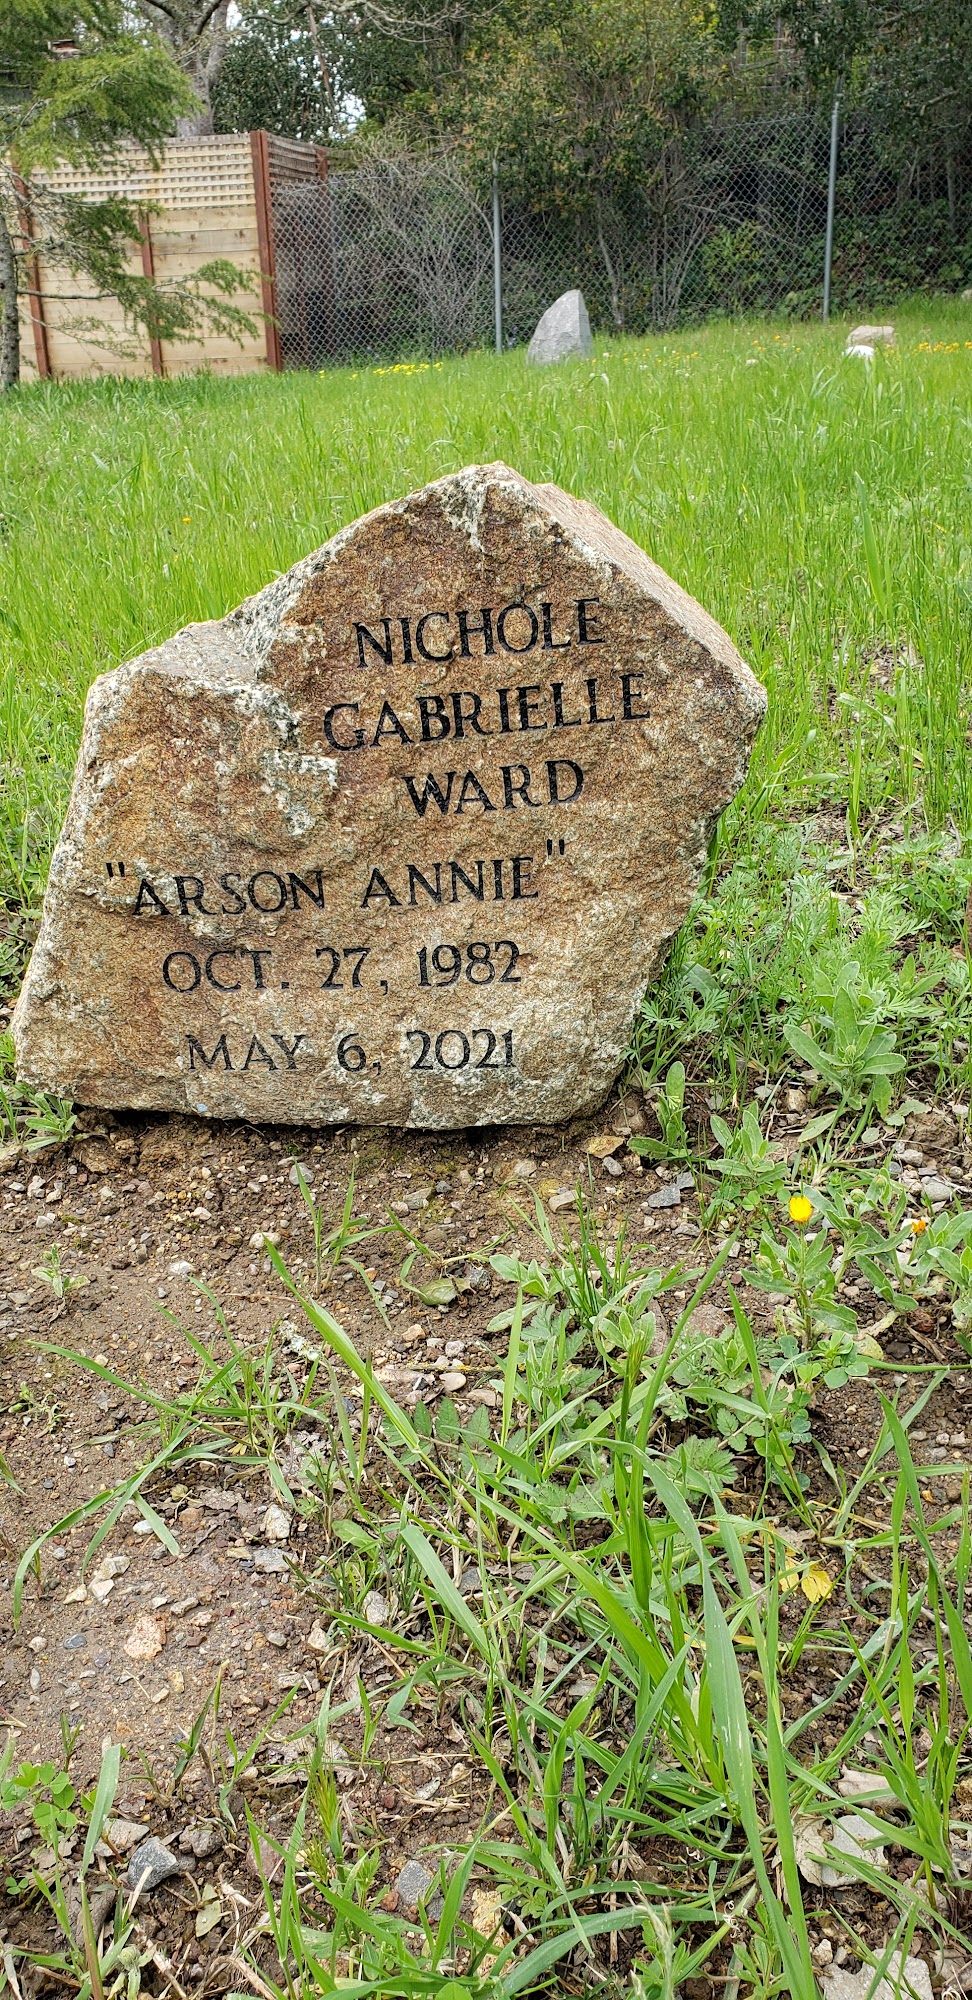 NICHOLE
GABRIELLE
WARD
"ARSON ANNIE"
OCT. 27, 1982
MAY 6, 2021